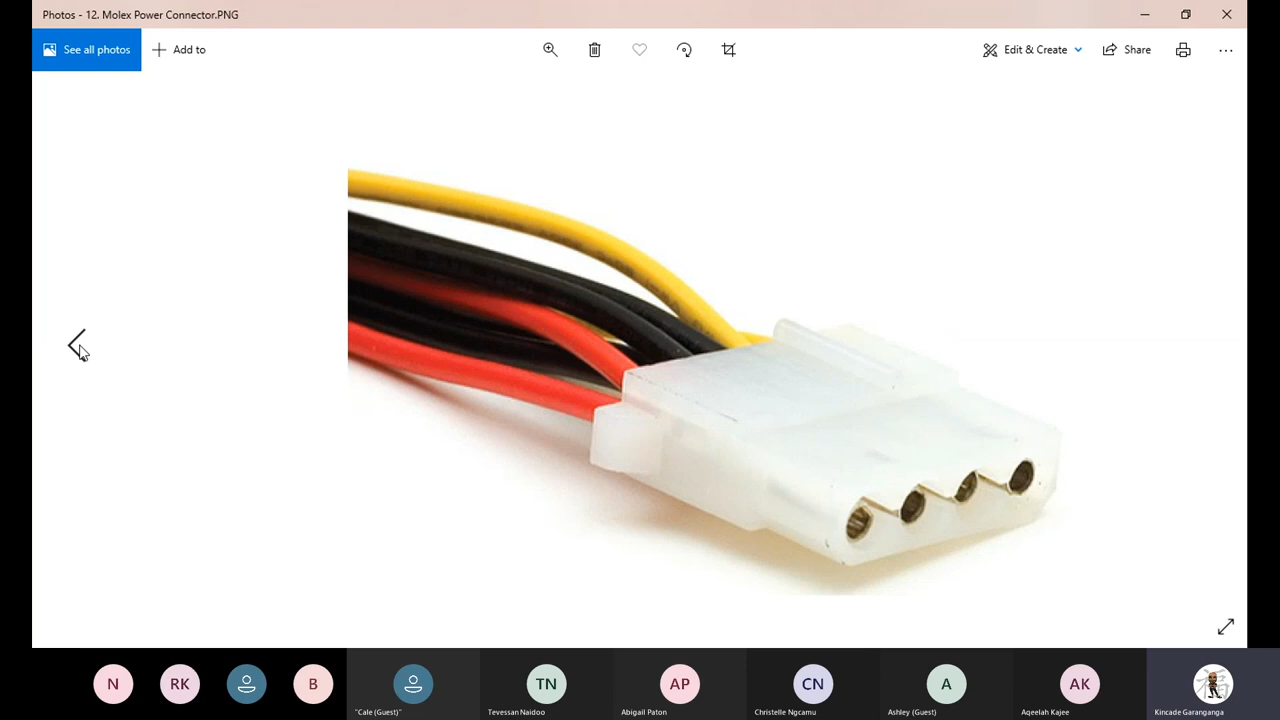 Photos - 12. Molex Power Connector.PNG
See all photos
Add to
Edit & Create
Share
N
RK
B
TN
AP
CN
A
AK
"Cale (Guest)"
Tevessan Naidoo
Abigail Paton
Christelle Ngcamu
Ashley (Guest)
Aqeelah Kajee
Kincade Garanganga
福